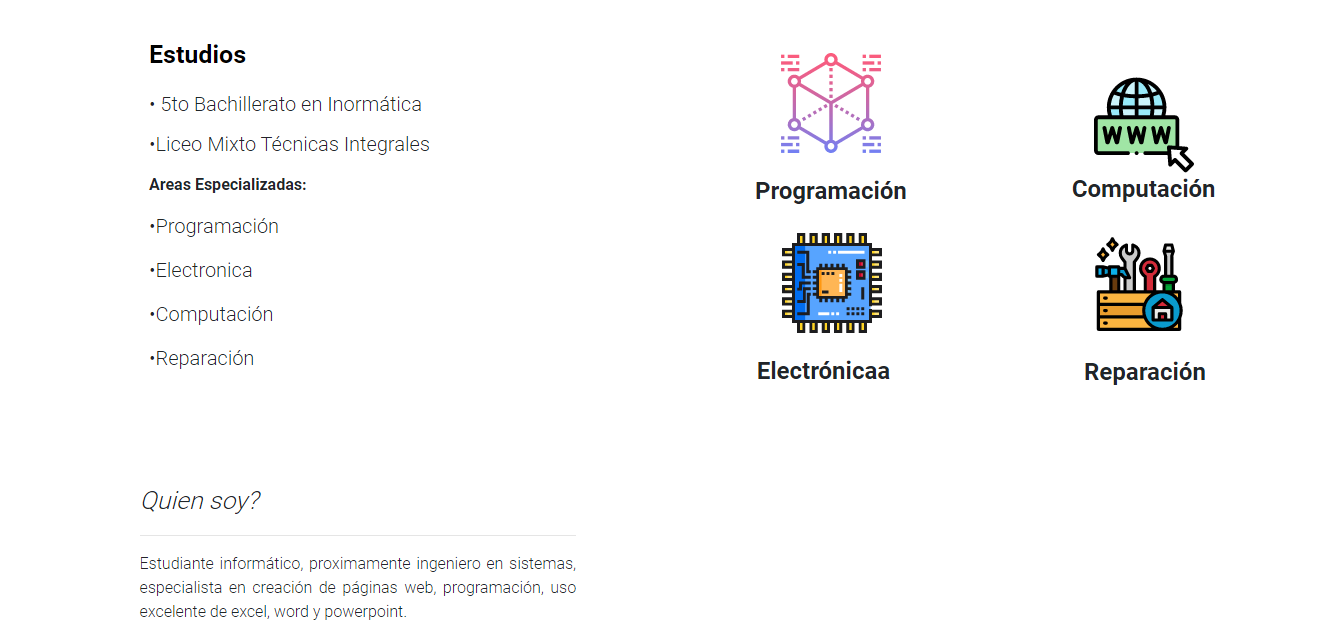 Estudios
• 5to Bachillerato en Inormática
•Liceo Mixto Técnicas Integrales
Areas Especializadas:
•Programación
•Electronica
•Computación
•Reparación
Programación
WWW
Computación
Electrónicaa
Reparación
Quien soy?
Estudiante informático, proximamente ingeniero en sistemas,
especialista en creación de páginas web, programación, uso
excelente de excel, word y powerpoint.